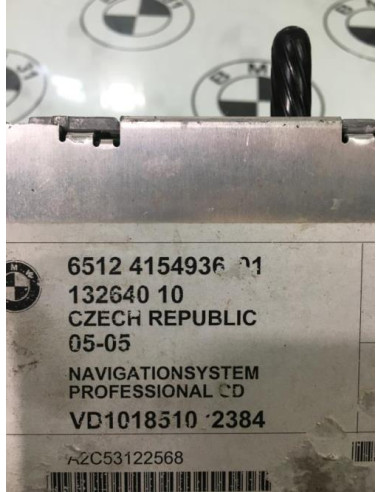 6512 4154936 01
132640 10
CZECH REPUBLIC
05-05
NAVIGATIONSYSTEM
PROFESSIONAL CD
VD1018510 2384
A2C53122568